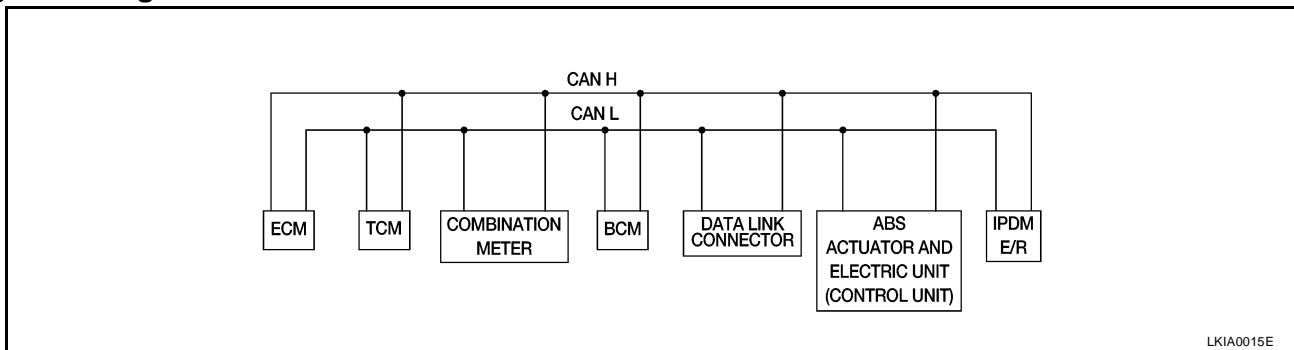 CAN H
CAN L
ECM
TCM
COMBINATION
METER
BCM
DATA LINK
CONNECTOR
ABS
ACTUATOR AND
ELECTRIC UNIT
(CONTROL UNIT)
IPDM
E/R
LKIA0015E